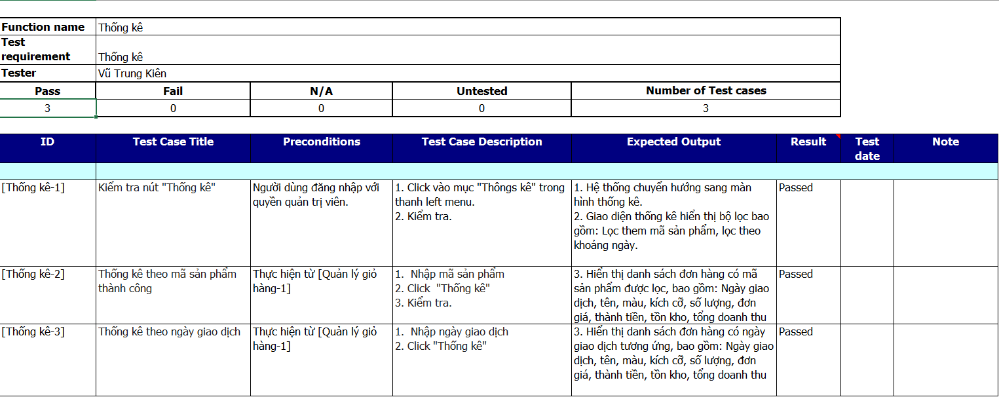 Function name Thống kê
Test
requirement Thống kê
Tester Vũ Trung Kiên
Pass Fail N/A Untested Number of Test cases
3 0 0 0 3
ID Test Case Title Preconditions Test Case Description Expected Output Result Test
date Note
[Thống kê-1]
Kiểm tra nút "Thống kê"
Người dùng đăng nhập với
quyền quản trị viên.
1. Click vào mục "Thôngs kê" trong
thanh left menu.
2. Kiểm tra.
1. Hệ thống chuyển hướng sang màn
hình thống kê.
2. Giao diện thống kê hiển thị bộ lọc bao
gồm: Lọc them mã sản phẩm, lọc theo
khoảng ngày.
Passed
[Thống kê-2]
Thống kê theo mã sản phẩm
thành công
Thực hiện từ [Quản lý giỏ
hàng-1]
1. Nhập mã sản phẩm
2. Click "Thống kê"
3. Kiểm tra.
3. Hiển thị danh sách đơn hàng có mã
sản phẩm được lọc, bao gồm: Ngày giao
dịch, tên, màu, kích cỡ, số lượng, đơn
giá, thành tiền, tồn kho, tổng doanh thu
Passed
[Thống kê-3]
Thống kê theo ngày giao dịch
Thực hiện từ [Quản lý giỏ
hàng-1]
1. Nhập ngày giao dịch
2. Click "Thống kê"
3. Hiển thị danh sách đơn hàng có ngày
giao dịch tương ứng, bao gồm: Ngày giao
dịch, tên, màu, kích cỡ, số lượng, đơn
giá, thành tiền, tồn kho, tổng doanh thu
Passed